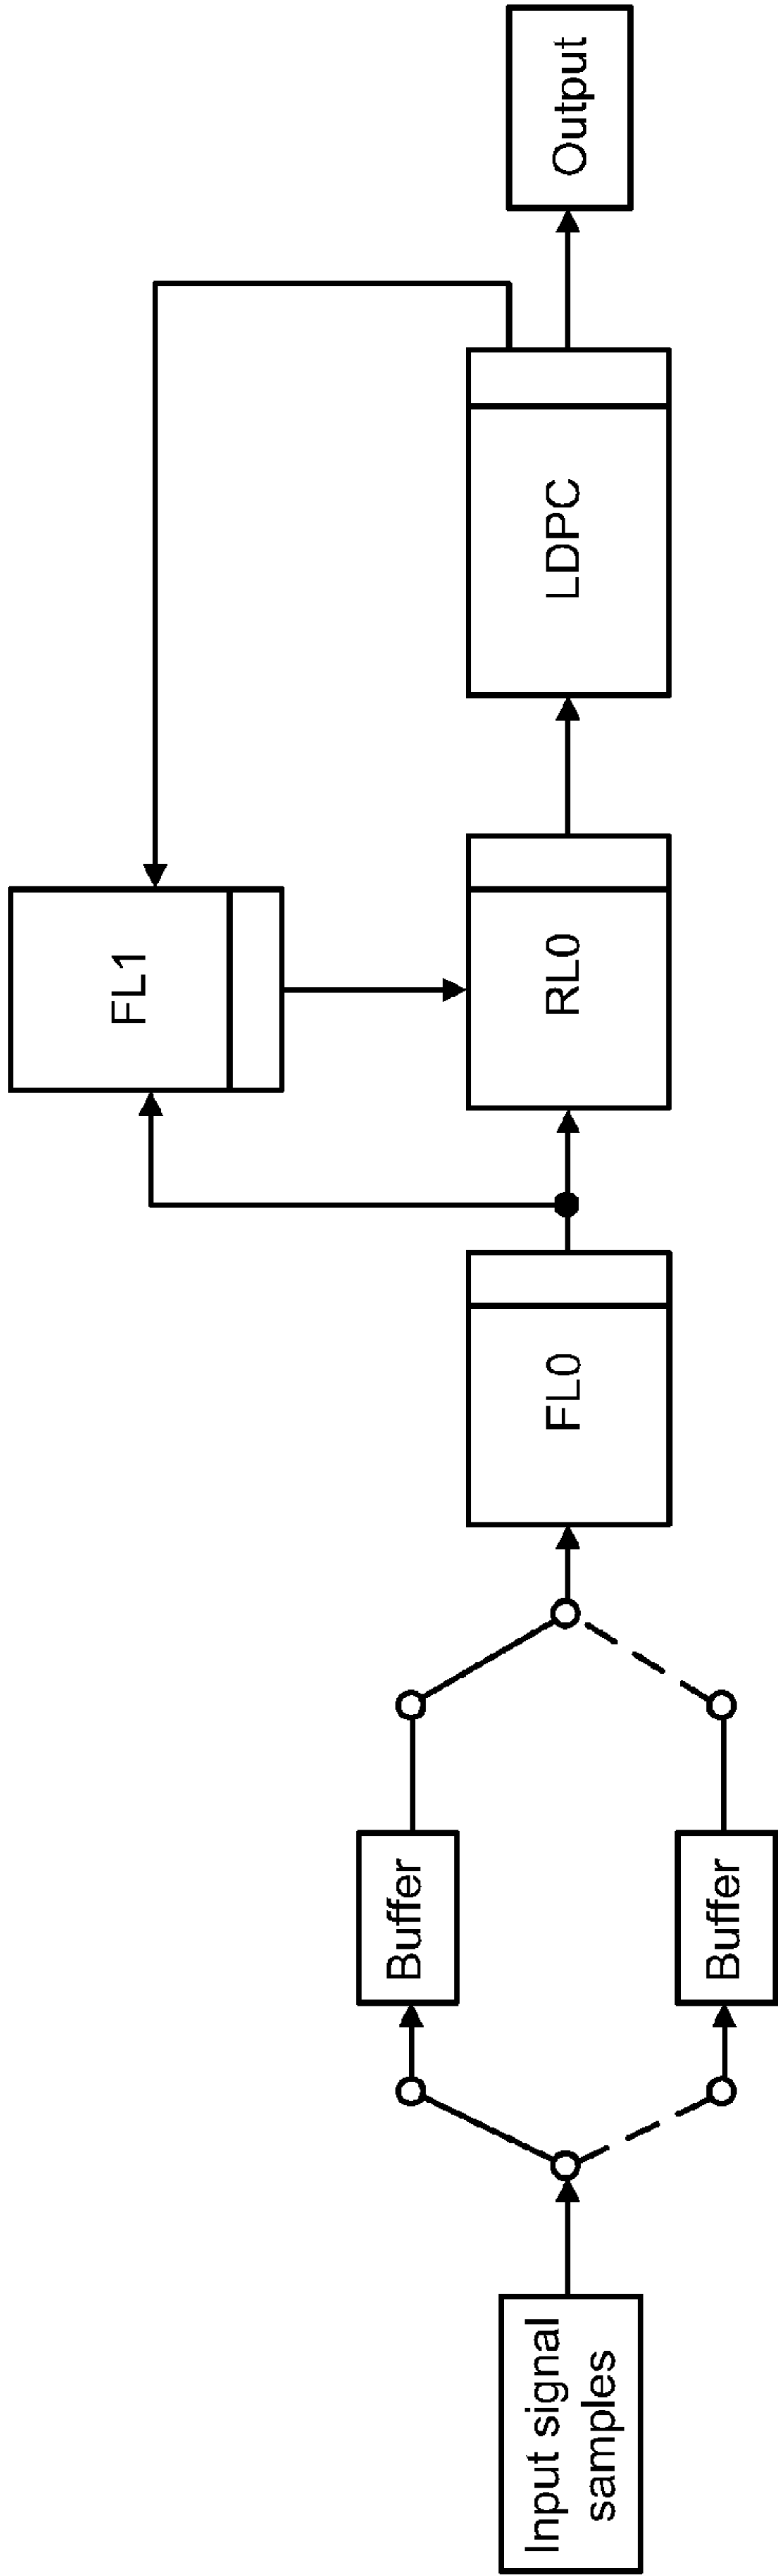 Input signal
samples
Buffer
Buffer
FL0
FL1
RL0
LDPC
Output